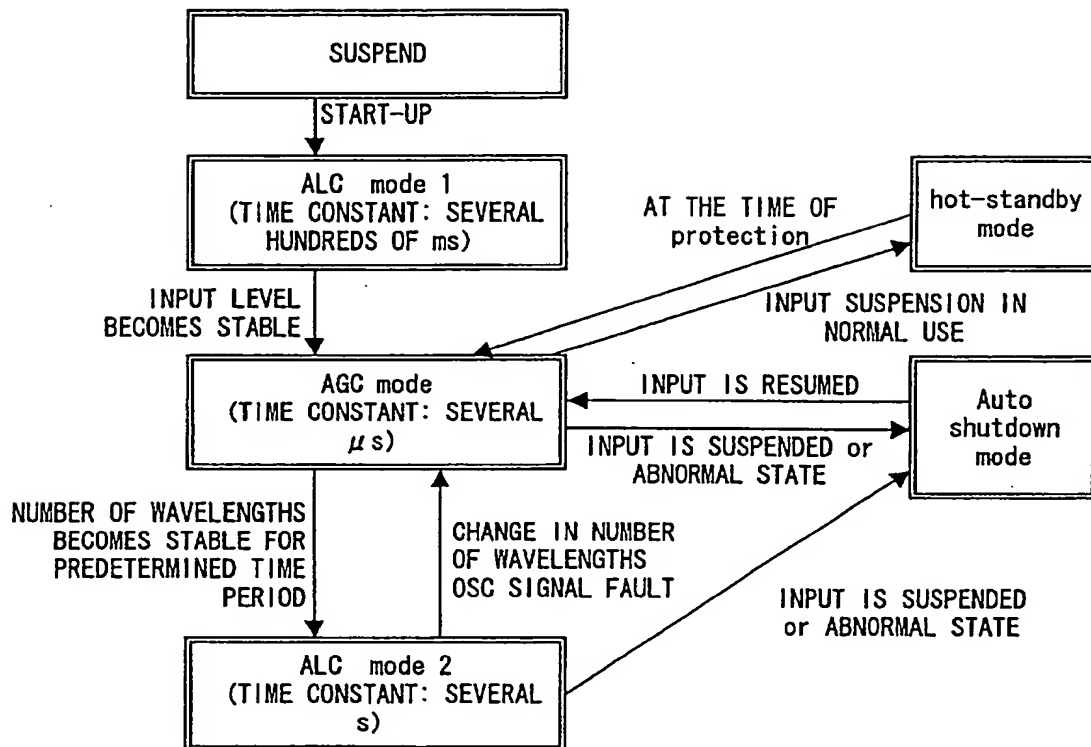 SUSPEND
START-UP
ALC mode 1
(TIME CONSTANT: SEVERAL
HUNDREDS OF ms)
AT THE TIME OF
protection
hot-standby
mode
INPUT LEVEL
BECOMES STABLE
INPUT SUSPENSION IN
NORMAL USE
AGC mode
(TIME CONSTANT: SEVERAL
μs)
INPUT IS RESUMED
INPUT IS SUSPENDED or
ABNORMAL STATE
Auto
shutdown
mode
NUMBER OF WAVELENGTHS
BECOMES STABLE FOR
PREDETERMINED TIME
PERIOD
CHANGE IN NUMBER
OF WAVELENGTHS
OSC SIGNAL FAULT
INPUT IS SUSPENDED
or ABNORMAL STATE
ALC mode 2
(TIME CONSTANT: SEVERAL
s)